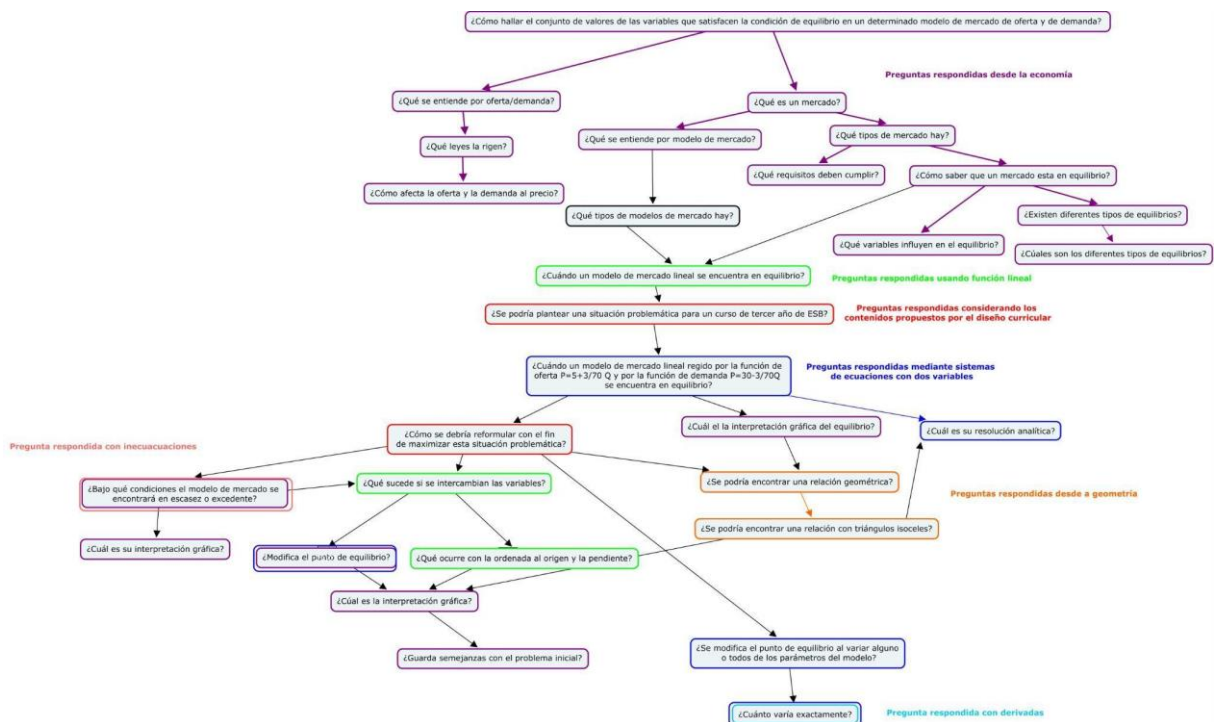 ¿Cómo hallar el conjunto de valores de las variables que satisfacen la condición de equilibrio en un determinado modelo de mercado de oferta y de demanda?
Preguntas respondidas desde la economía
¿Qué se entiende por oferta/demanda?
¿Qué es un mercado?
¿Qué leyes la rigen?
¿Qué se entiende por modelo de mercado?
¿Qué tipos de mercado hay?
¿Cómo afecta la oferta y la demanda al precio?
¿Qué requisitos deben cumplir?
¿Cómo saber que un mercado esta en equilibrio?
¿Qué tipos de modelos de mercado hay?
¿Existen diferentes tipos de equilibrios?
¿Qué variables influyen en el equilibrio?
¿Cúales son los diferentes tipos de equilibrios?
¿Cuándo un modelo de mercado lineal se encuentra en equilibrio?
Preguntas respondidas usando función lineal
¿Se podría plantear una situación problemática para un curso de tercer año de ESB?
Preguntas respondidas considerando los
contenidos propuestos por el diseño curricular
¿Cuándo un modelo de mercado lineal regido por la función de
oferta P=5+3/70 Q y por la función de demanda P=30-3/70Q
se encuentra en equilibrio?
Preguntas respondidas mediante sistemas
de ecuaciones con dos variables
¿Cómo se debría reformular con el fin
de maximizar esta situación problemática?
¿Cuál el la interpretación gráfica del equilibrio?
¿Cuál es su resolución analítica?
Pregunta respondida con inecuacuaciones
¿Bajo qué condiciones el modelo de mercado se
encontrará en escasez o excedente?
¿Qué sucede si se intercambian las variables?
¿Se podría encontrar una relación geométrica?
Preguntas respondidas desde a geometría
¿Se podría encontrar una relación con triángulos isoceles?
¿Cuál es su interpretación gráfica?
¿Modifica el punto de equilibrio?
¿Qué ocurre con la ordenada al origen y la pendiente?
¿Cúal es la interpretación gráfica?
¿Guarda semejanzas con el problema inicial?
¿Se modifica el punto de equilibrio al variar alguno
o todos de los parámetros del modelo?
¿Cuánto varía exactamente?
Pregunta respondida con derivadas